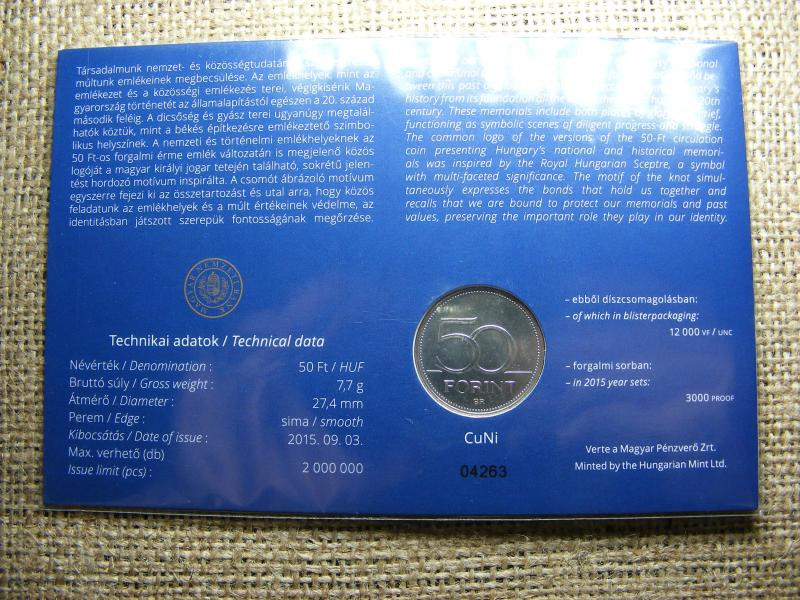 Társadalmunk nemzet- és közösségtudatán
múltunk emlékeinek megbecsülése. Az emlékhelyek, mint az
emlékezet és a közösségi emlékezés terei, végigkísérik Ma-
gyarország történetét az államalapítástól egészen a 20. század
második feléig. A dicsőség és gyász terei ugyanúgy megtalál-
hatók köztük, mint a békés építkezésre emlékeztető szimbo-
likus helyszínek. A nemzeti és történelmi emlékhelyeknek az
50 Ft-os forgalmi érme emlék változatán is megjelenő közös
logóját a magyar királyi jogar tetején található, sokrétű jelen-
tést hordozó motívum inspirálta. A csomót ábrázoló motívum
egyszerre fejezi ki az összetartozást és utal arra, hogy közös
feladatunk az emlékhelyek és a múlt értékeinek védelme, az
identitásban játszott szerepük fontosságának megőrzése.
history from its foundation 20th
century. These memorials include both places of grief,
functioning as symbolic scenes of diligent progress and struggle.
The common logo of the versions of the 50-Ft circulation
coin presenting Hungary's national and historical memori-
als was inspired by the Royal Hungarian Sceptre, a symbol
with multi-faceted significance. The motif of the knot simul-
taneously expresses the bonds that hold us together and
recalls that we are bound to protect our memorials and past
values, preserving the important role they play in our identity.
MAGYAR NEMZETI BANK
Technikai adatok / Technical data
Névérték / Denomination : 50 Ft / HUF
Bruttó súly / Gross weight : 7,7 g
Átmérő / Diameter : 27,4 mm
Perem / Edge : sima / smooth
Kibocsátás / Date of issue : 2015. 09. 03.
Max. verhető (db)
Issue limit (pcs) : 2 000 000
50
FORINT
BP.
CuNi
04263
– ebből díszcsomagolásban:
– of which in blisterpackaging:
12 000 VF / UNC
– forgalmi sorban:
– in 2015 year sets:
3000 PROOF
Verte a Magyar Pénzverő Zrt.
Minted by the Hungarian Mint Ltd.